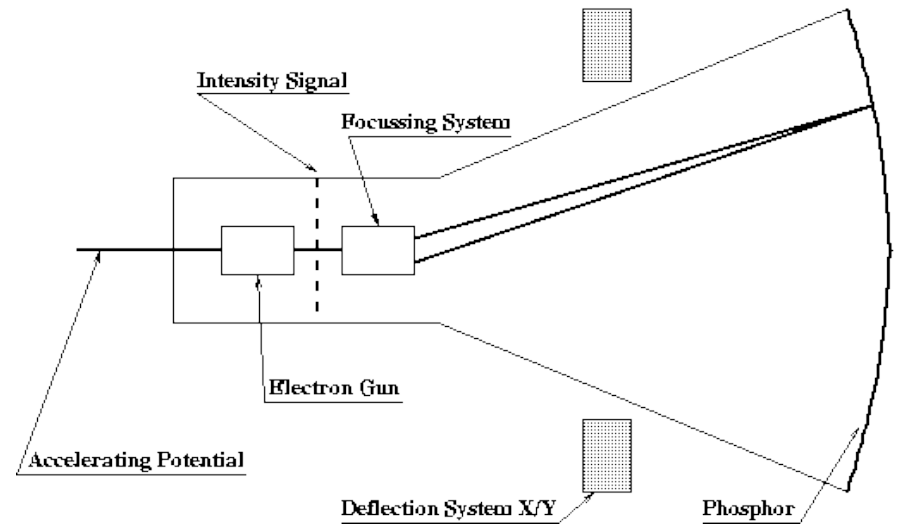 Intensity Signal
Focussing System
Electron Gun
Accelerating Potential
Deflection System X/Y
Phosphor